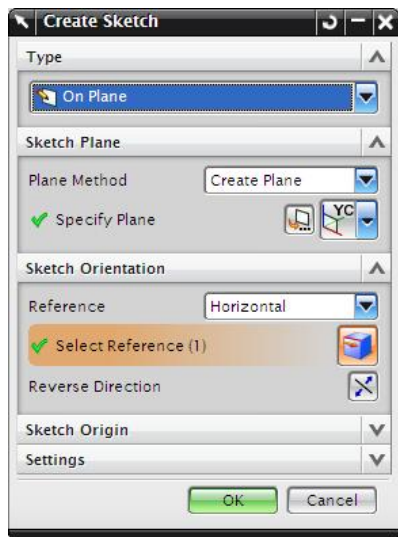 Create Sketch
Type
On Plane
Sketch Plane
Plane Method Create Plane
Specify Plane YC
Sketch Orientation
Reference Horizontal
Select Reference (1)
Reverse Direction
Sketch Origin
Settings
OK Cancel